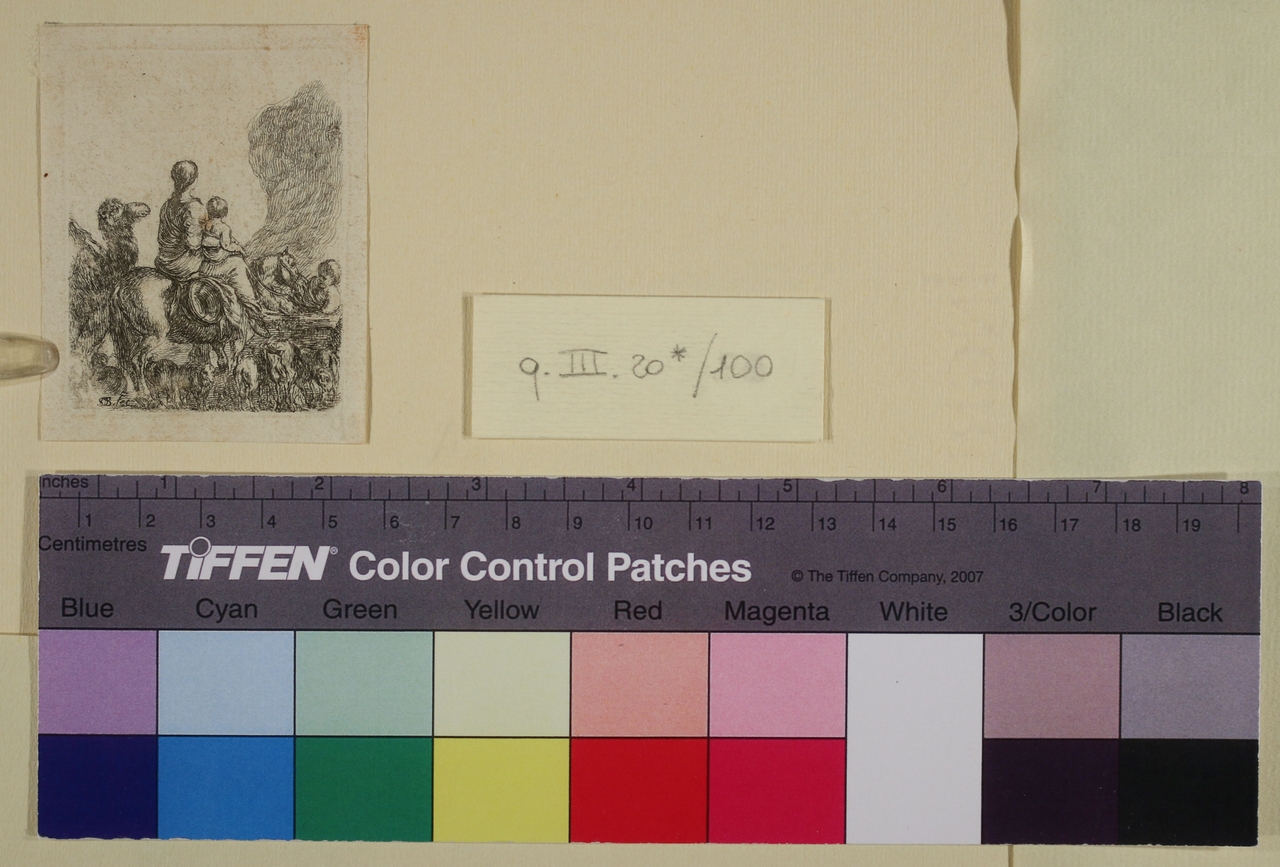 SB. fec
q. III. 20*/100
nches 1 2 3 4 5 6 7 8
1 2 3 4 5 6 7 8 9 10 11 12 13 14 15 16 17 18 19
Centimetres
TIFFEN® Color Control Patches © The Tiffen Company, 2007
Blue Cyan Green Yellow Red Magenta White 3/Color Black